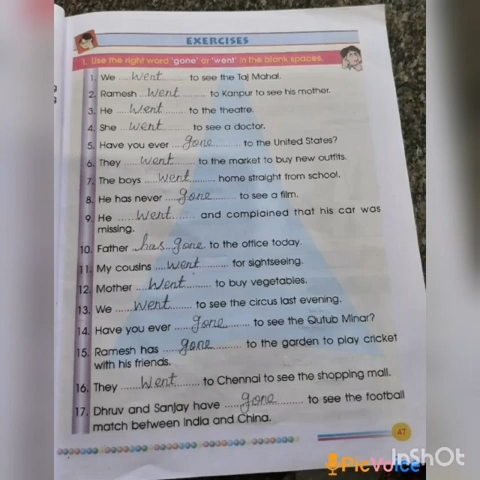 EXERCISES
1. Use the right word 'gone' or 'went' in the blank spaces.
1. We ...went... to see the Taj Mahal.
2. Ramesh ...went... to Kanpur to see his mother.
3. He ...went... to the theatre.
4. She ...went... to see a doctor.
5. Have you ever ...gone... to the United States?
6. They ...went... to the market to buy new outfits.
7. The boys ...went... home straight from school.
8. He has never ...gone... to see a film.
9. He ...went... and complained that his car was
missing.
10. Father ...has gone to the office today.
11. My cousins ...went... for sightseeing.
12. Mother ...went... to buy vegetables.
13. We ...went... to see the circus last evening.
14. Have you ever ...gone... to see the Qutub Minar?
15. Ramesh has ...gone... to the garden to play cricket
with his friends.
16. They ...went... to Chennai to see the shopping mall.
17. Dhruv and Sanjay have ...gone... to see the football
match between India and China.
47
PicVoice
InShOt